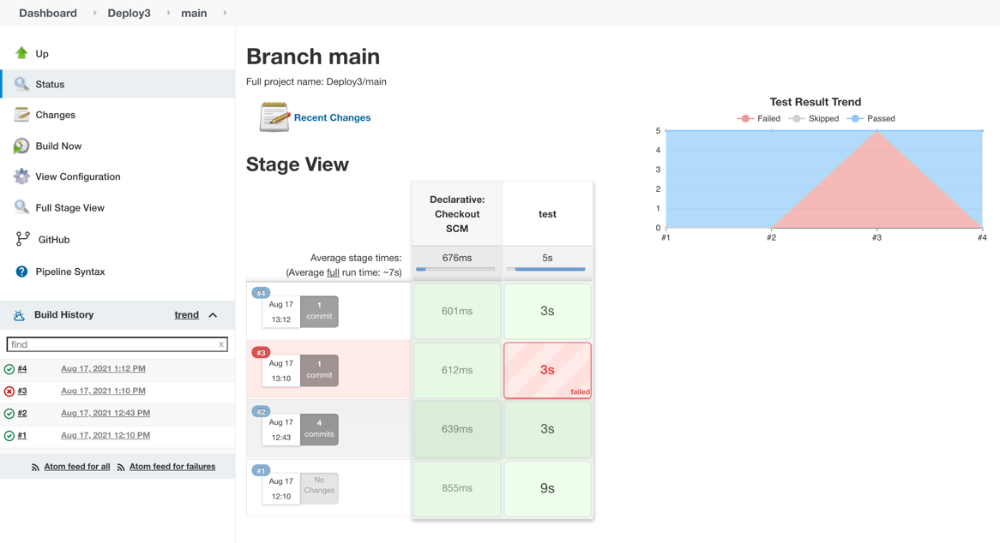 Dashboard Deploy3 main
Up
Status
Changes
Build Now
View Configuration
Full Stage View
GitHub
Pipeline Syntax
Build History trend
find x
#4 Aug 17, 2021 1:12 PM
#3 Aug 17, 2021 1:10 PM
#2 Aug 17, 2021 12:43 PM
#1 Aug 17, 2021 12:10 PM
Atom feed for all Atom feed for failures
Branch main
Full project name: Deploy3/main
Recent Changes
Stage View
Declarative:
Checkout
SCM
test
Average stage times:
(Average full run time: ~7s)
676ms 5s
#4
Aug 17
13:12
1
commit
601ms 3s
#3
Aug 17
13:10
1
commit
612ms 3s
failed
#2
Aug 17
12:43
4
commits
639ms 3s
#1
Aug 17
12:10
No
Changes
855ms 9s
Test Result Trend
Failed Skipped Passed
5
4
3
2
1
0
#1 #2 #3 #4